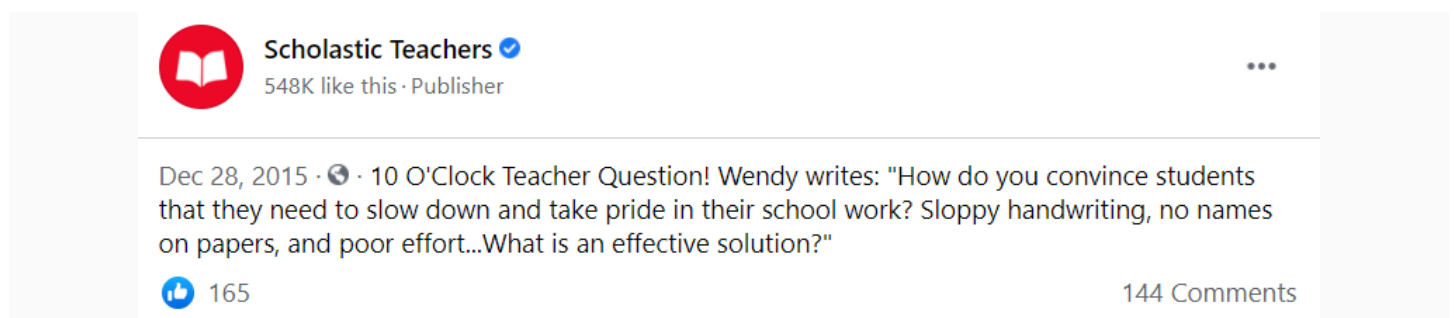 Scholastic Teachers
548K like this · Publisher
Dec 28, 2015 · · 10 O'Clock Teacher Question! Wendy writes: "How do you convince students
that they need to slow down and take pride in their school work? Sloppy handwriting, no names
on papers, and poor effort...What is an effective solution?"
165
144 Comments